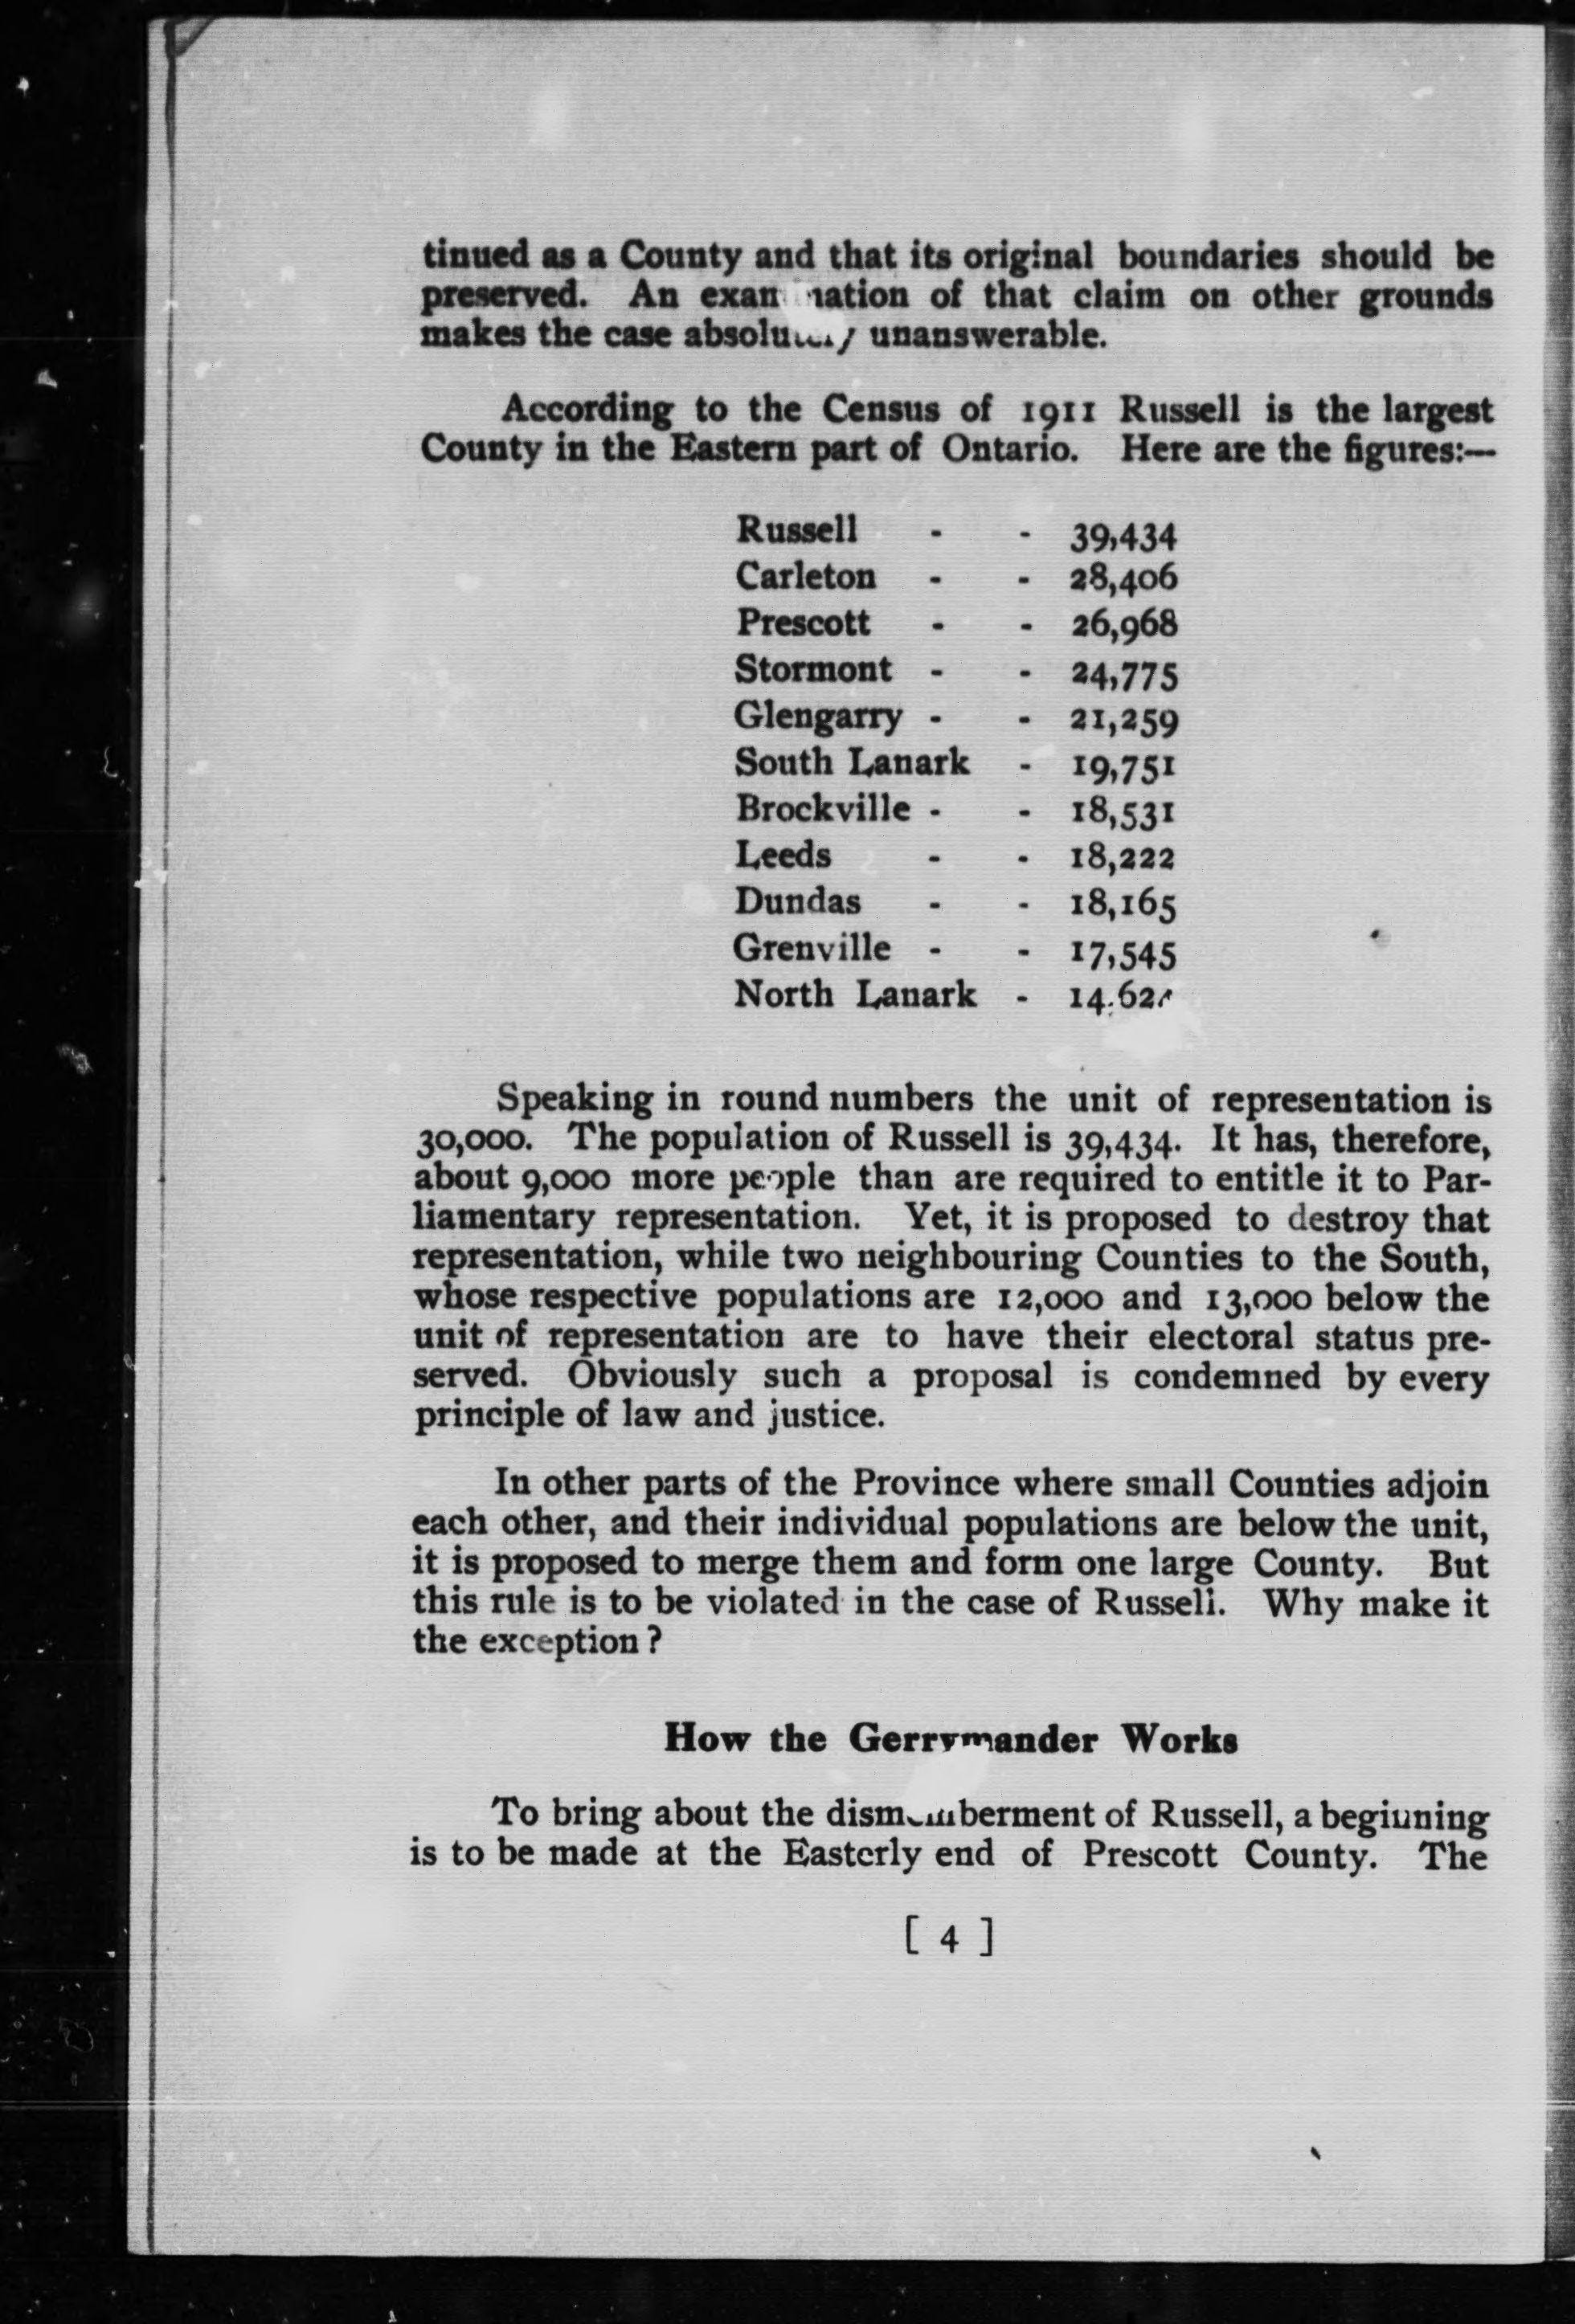 tinued as a County and that its original boundaries should be
preserved. An examination of that claim on other grounds
makes the case absolutely unanswerable.
According to the Census of 1911 Russell is the largest
County in the Eastern part of Ontario. Here are the figures:—
Russell - - 39,434
Carleton - - 28,406
Prescott - - 26,968
Stormont - - 24,775
Glengarry - - 21,259
South Lanark - 19,751
Brockville - - 18,531
Leeds - - 18,222
Dundas - - 18,165
Grenville - - 17,545
North Lanark -
Speaking in round numbers the unit of representation is
30,000. The population of Russell is 39,434. It has, therefore,
about 9,000 more people than are required to entitle it to Par-
liamentary representation. Yet, it is proposed to destroy that
representation, while two neighbouring Counties to the South,
whose respective populations are 12,000 and 13,000 below the
unit of representation are to have their electoral status pre-
served. Obviously such a proposal is condemned by every
principle of law and justice.
In other parts of the Province where small Counties adjoin
each other, and their individual populations are below the unit,
it is proposed to merge them and form one large County. But
this rule is to be violated in the case of Russell. Why make it
the exception?
How the Gerrymander Works
To bring about the dismemberment of Russell, a beginning
is to be made at the Easterly end of Prescott County. The
[ 4 ]